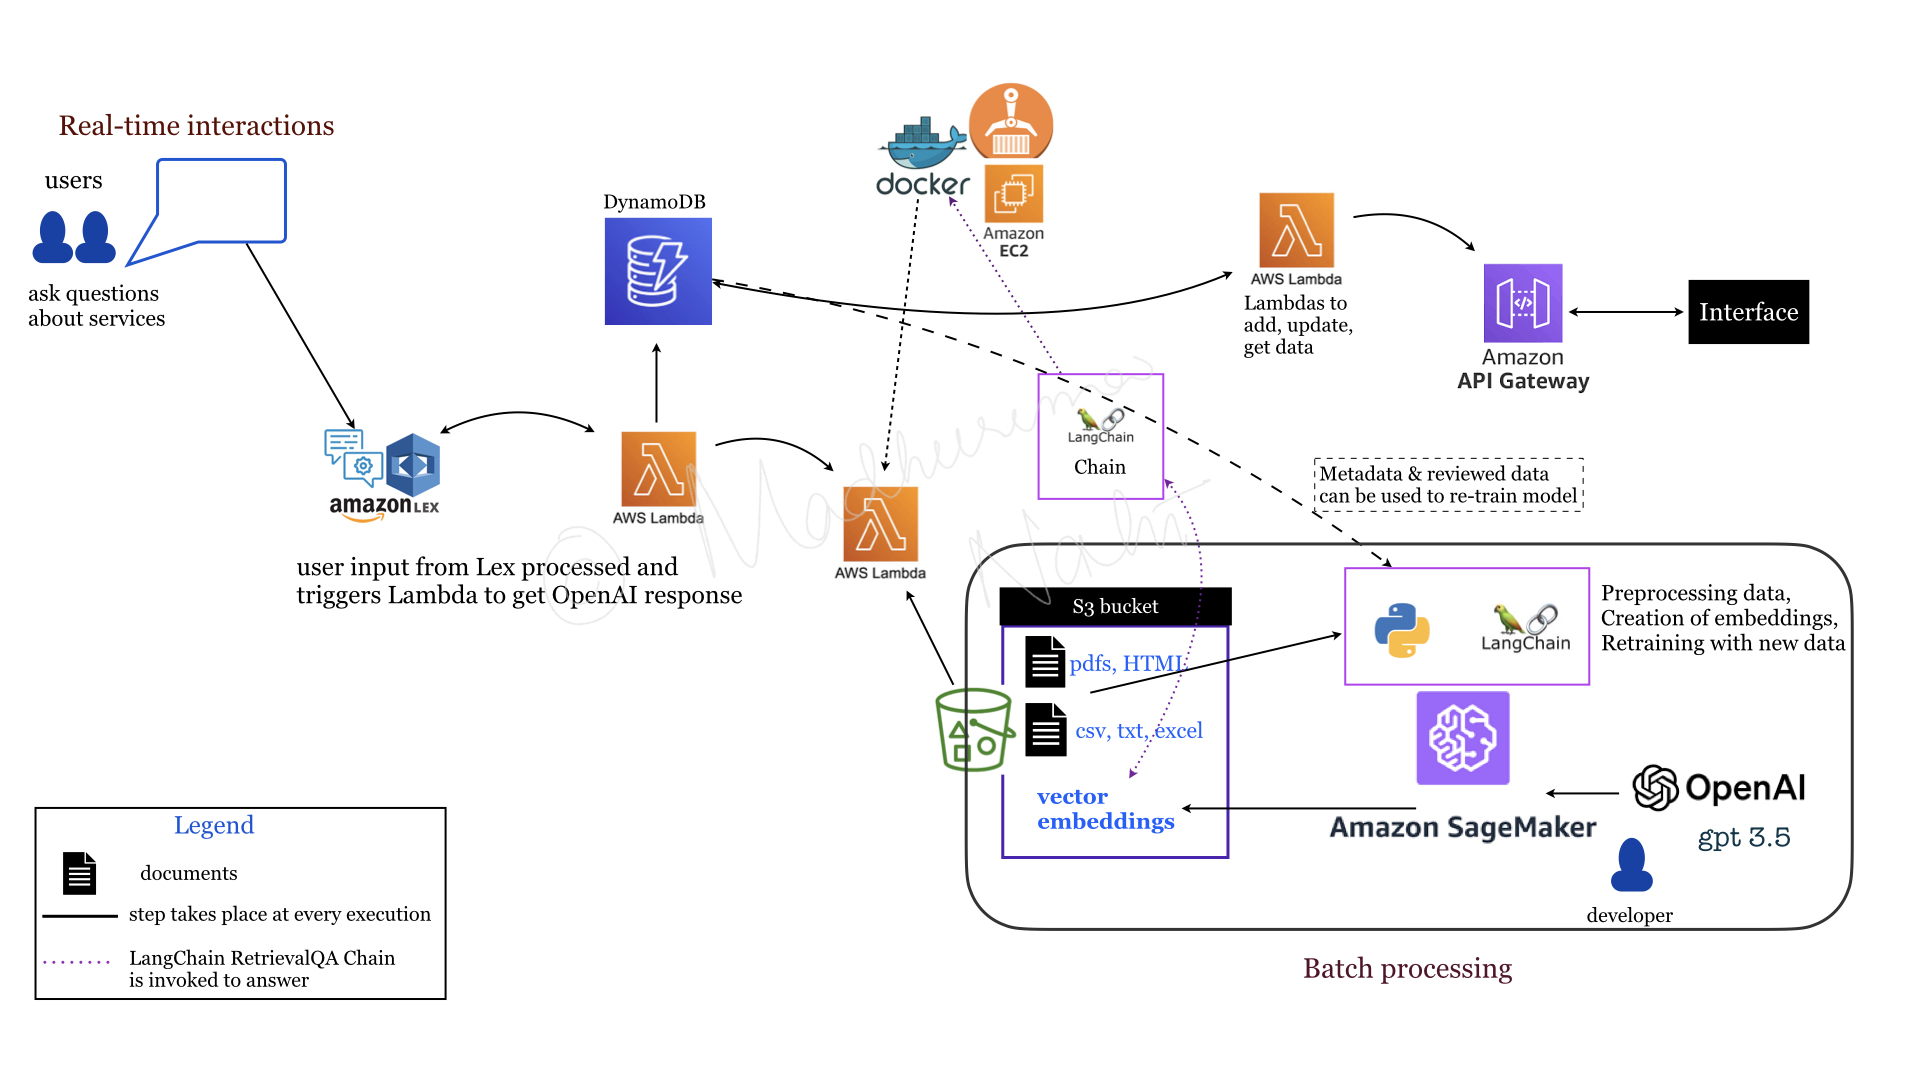 Real-time interactions
users
ask questions
about services
amazon LEX
user input from Lex processed and
triggers Lambda to get OpenAI response
DynamoDB
AWS Lambda
AWS Lambda
docker
Amazon
EC2
AWS Lambda
Lambdas to
add, update,
get data
Amazon
API Gateway
Interface
LangChain
Chain
Metadata & reviewed data
can be used to re-train model
S3 bucket
pdfs, HTML
csv, txt, excel
vector
embeddings
LangChain
Preprocessing data,
Creation of embeddings,
Retraining with new data
Amazon SageMaker
OpenAI
gpt 3.5
developer
Batch processing
Legend
documents
step takes place at every execution
LangChain RetrievalQA Chain
is invoked to answer